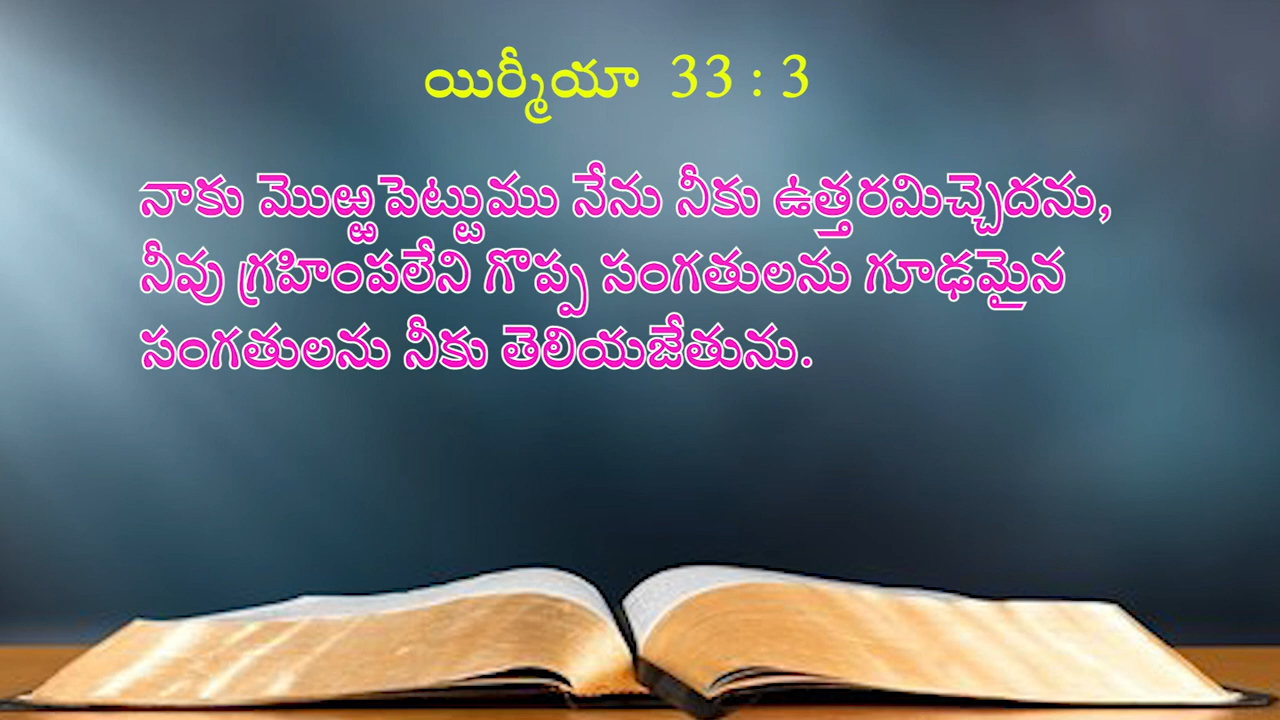 యిర్మీయా 33 : 3
నాకు మొఱ్ఱపెట్టుము నేను నీకు ఉత్తరమిచ్చెదను,
నీవు గ్రహింపలేని గొప్ప సంగతులను గూఢమైన
సంగతులను నీకు తెలియజేతును.